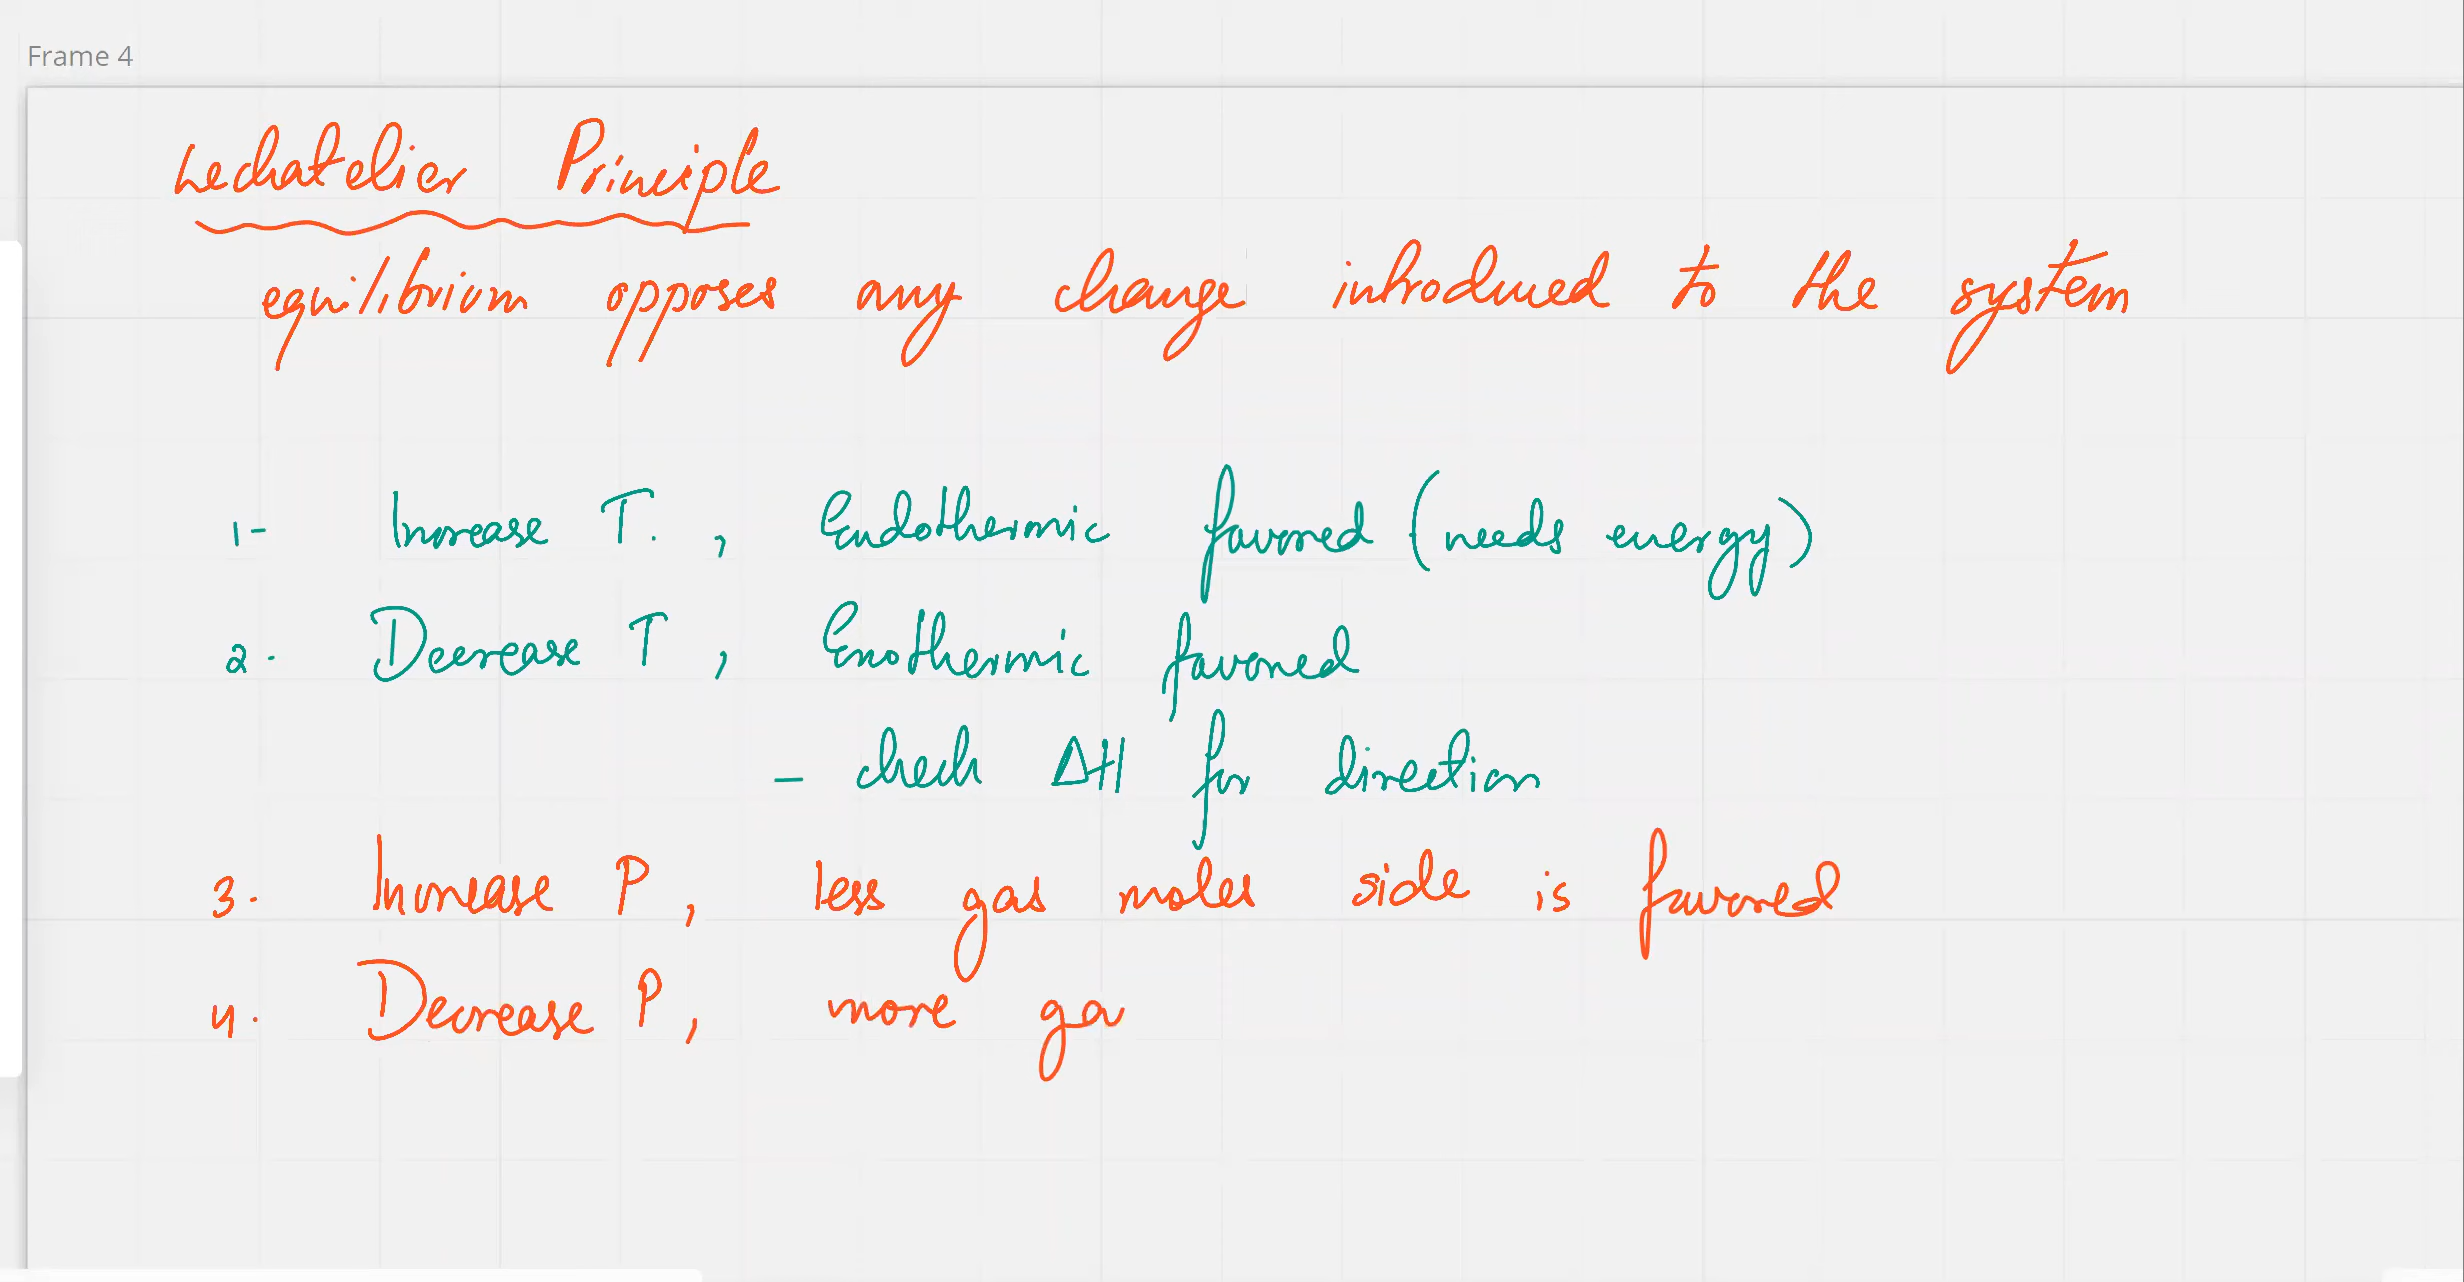 Frame 4
Lechatelier Principle
equilibrium opposes any change introduced to the system
1- Increase T. , Endothermic favored (needs energy)
2. Decrease T , Exothermic favored
- check ΔH for direction
3. Increase P, less gas moles side is favored
4. Decrease P, more ga